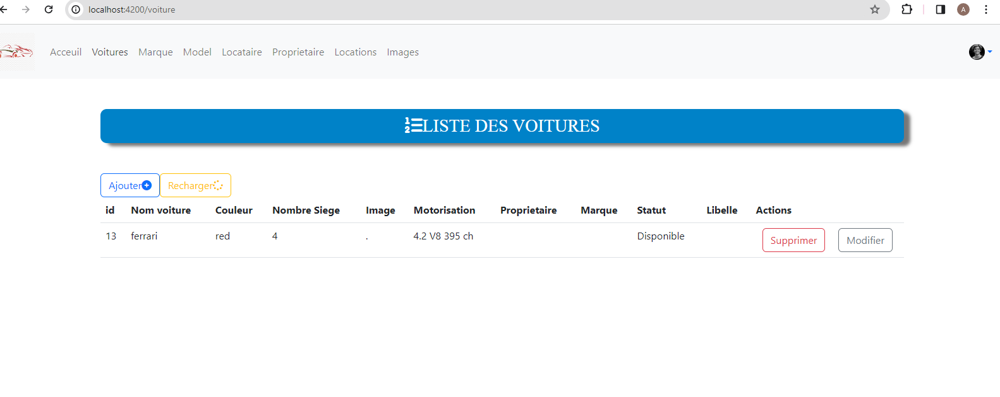 localhost:4200/voiture
A
Acceuil Voitures Marque Model Locataire Proprietaire Locations Images
LISTE DES VOITURES
Ajouter Recharger
id Nom voiture Couleur Nombre Siege Image Motorisation Proprietaire Marque Statut Libelle Actions
13 ferrari red 4 . 4.2 V8 395 ch Disponible Supprimer Modifier